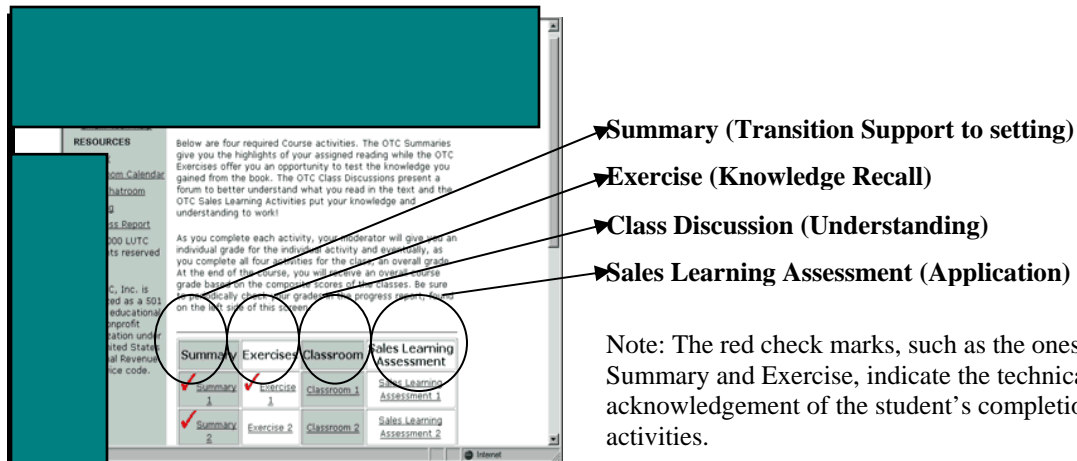 RESOURCES
om Calendar
hatroom
ss Report
000 LUTC
ts reserved
C, Inc. is
ed as a 501
educational
nprofit
zation under
ited States
al Revenue
ice code.
Below are four required Course activities. The OTC Summaries
give you the highlights of your assigned reading while the OTC
Exercises offer you an opportunity to test the knowledge you
gained from the book. The OTC Class Discussions present a
forum to better understand what you read in the text and the
OTC Sales Learning Activities put your knowledge and
understanding to work!
As you complete each activity, your moderator will give you an
individual grade for the individual activity and eventually, as
you complete all four activities for the class, an overall grade.
At the end of the course, you will receive an overall course
grade based on the composite scores of the classes. Be sure
to periodically check your grades in the progress report, found
on the left side of this screen.
Summary Exercises Classroom Sales Learning Assessment
Summary 1 Exercise 1 Classroom 1 Sales Learning Assessment 1
Summary 2 Exercise 2 Classroom 2 Sales Learning Assessment 2
Internet
Summary (Transition Support to setting)
Exercise (Knowledge Recall)
Class Discussion (Understanding)
Sales Learning Assessment (Application)
Note: The red check marks, such as the ones
Summary and Exercise, indicate the technica
acknowledgement of the student's completio
activities.